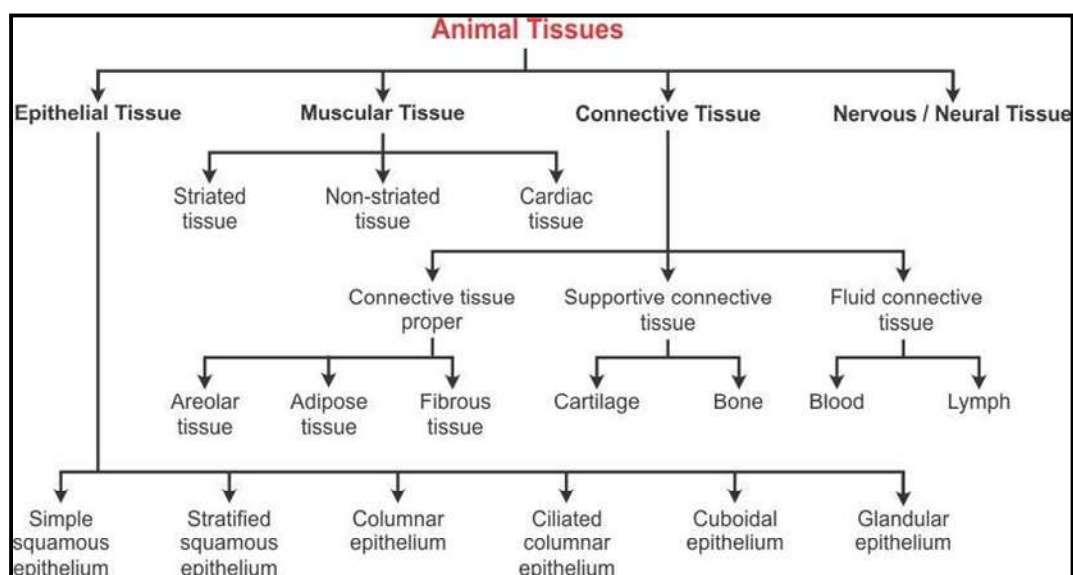 Animal Tissues
Epithelial Tissue
Muscular Tissue
Connective Tissue
Nervous / Neural Tissue
Striated
tissue
Non-striated
tissue
Cardiac
tissue
Connective tissue
proper
Supportive connective
tissue
Fluid connective
tissue
Areolar
tissue
Adipose
tissue
Fibrous
tissue
Cartilage
Bone
Blood
Lymph
Simple
squamous
epithelium
Stratified
squamous
epithelium
Columnar
epithelium
Ciliated
columnar
epithelium
Cuboidal
epithelium
Glandular
epithelium